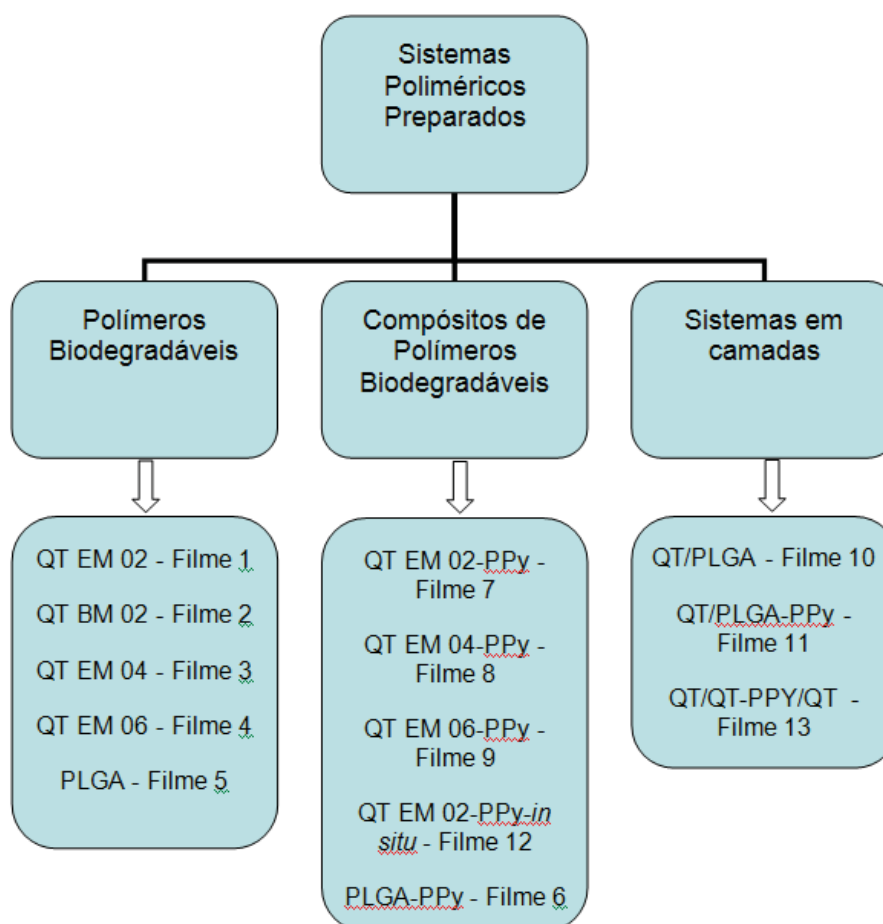 Sistemas
Poliméricos
Preparados
Polímeros
Biodegradáveis
Compósitos de
Polímeros
Biodegradáveis
Sistemas em
camadas
QT EM 02 - Filme 1
QT BM 02 - Filme 2
QT EM 04 - Filme 3
QT EM 06 - Filme 4
PLGA - Filme 5
QT EM 02-PPy -
Filme 7
QT EM 04-PPy -
Filme 8
QT EM 06-PPy -
Filme 9
QT EM 02-PPy-in
situ - Filme 12
PLGA-PPy - Filme 6
QT/PLGA - Filme 10
QT/PLGA-PPy -
Filme 11
QT/QT-PPY/QT -
Filme 13